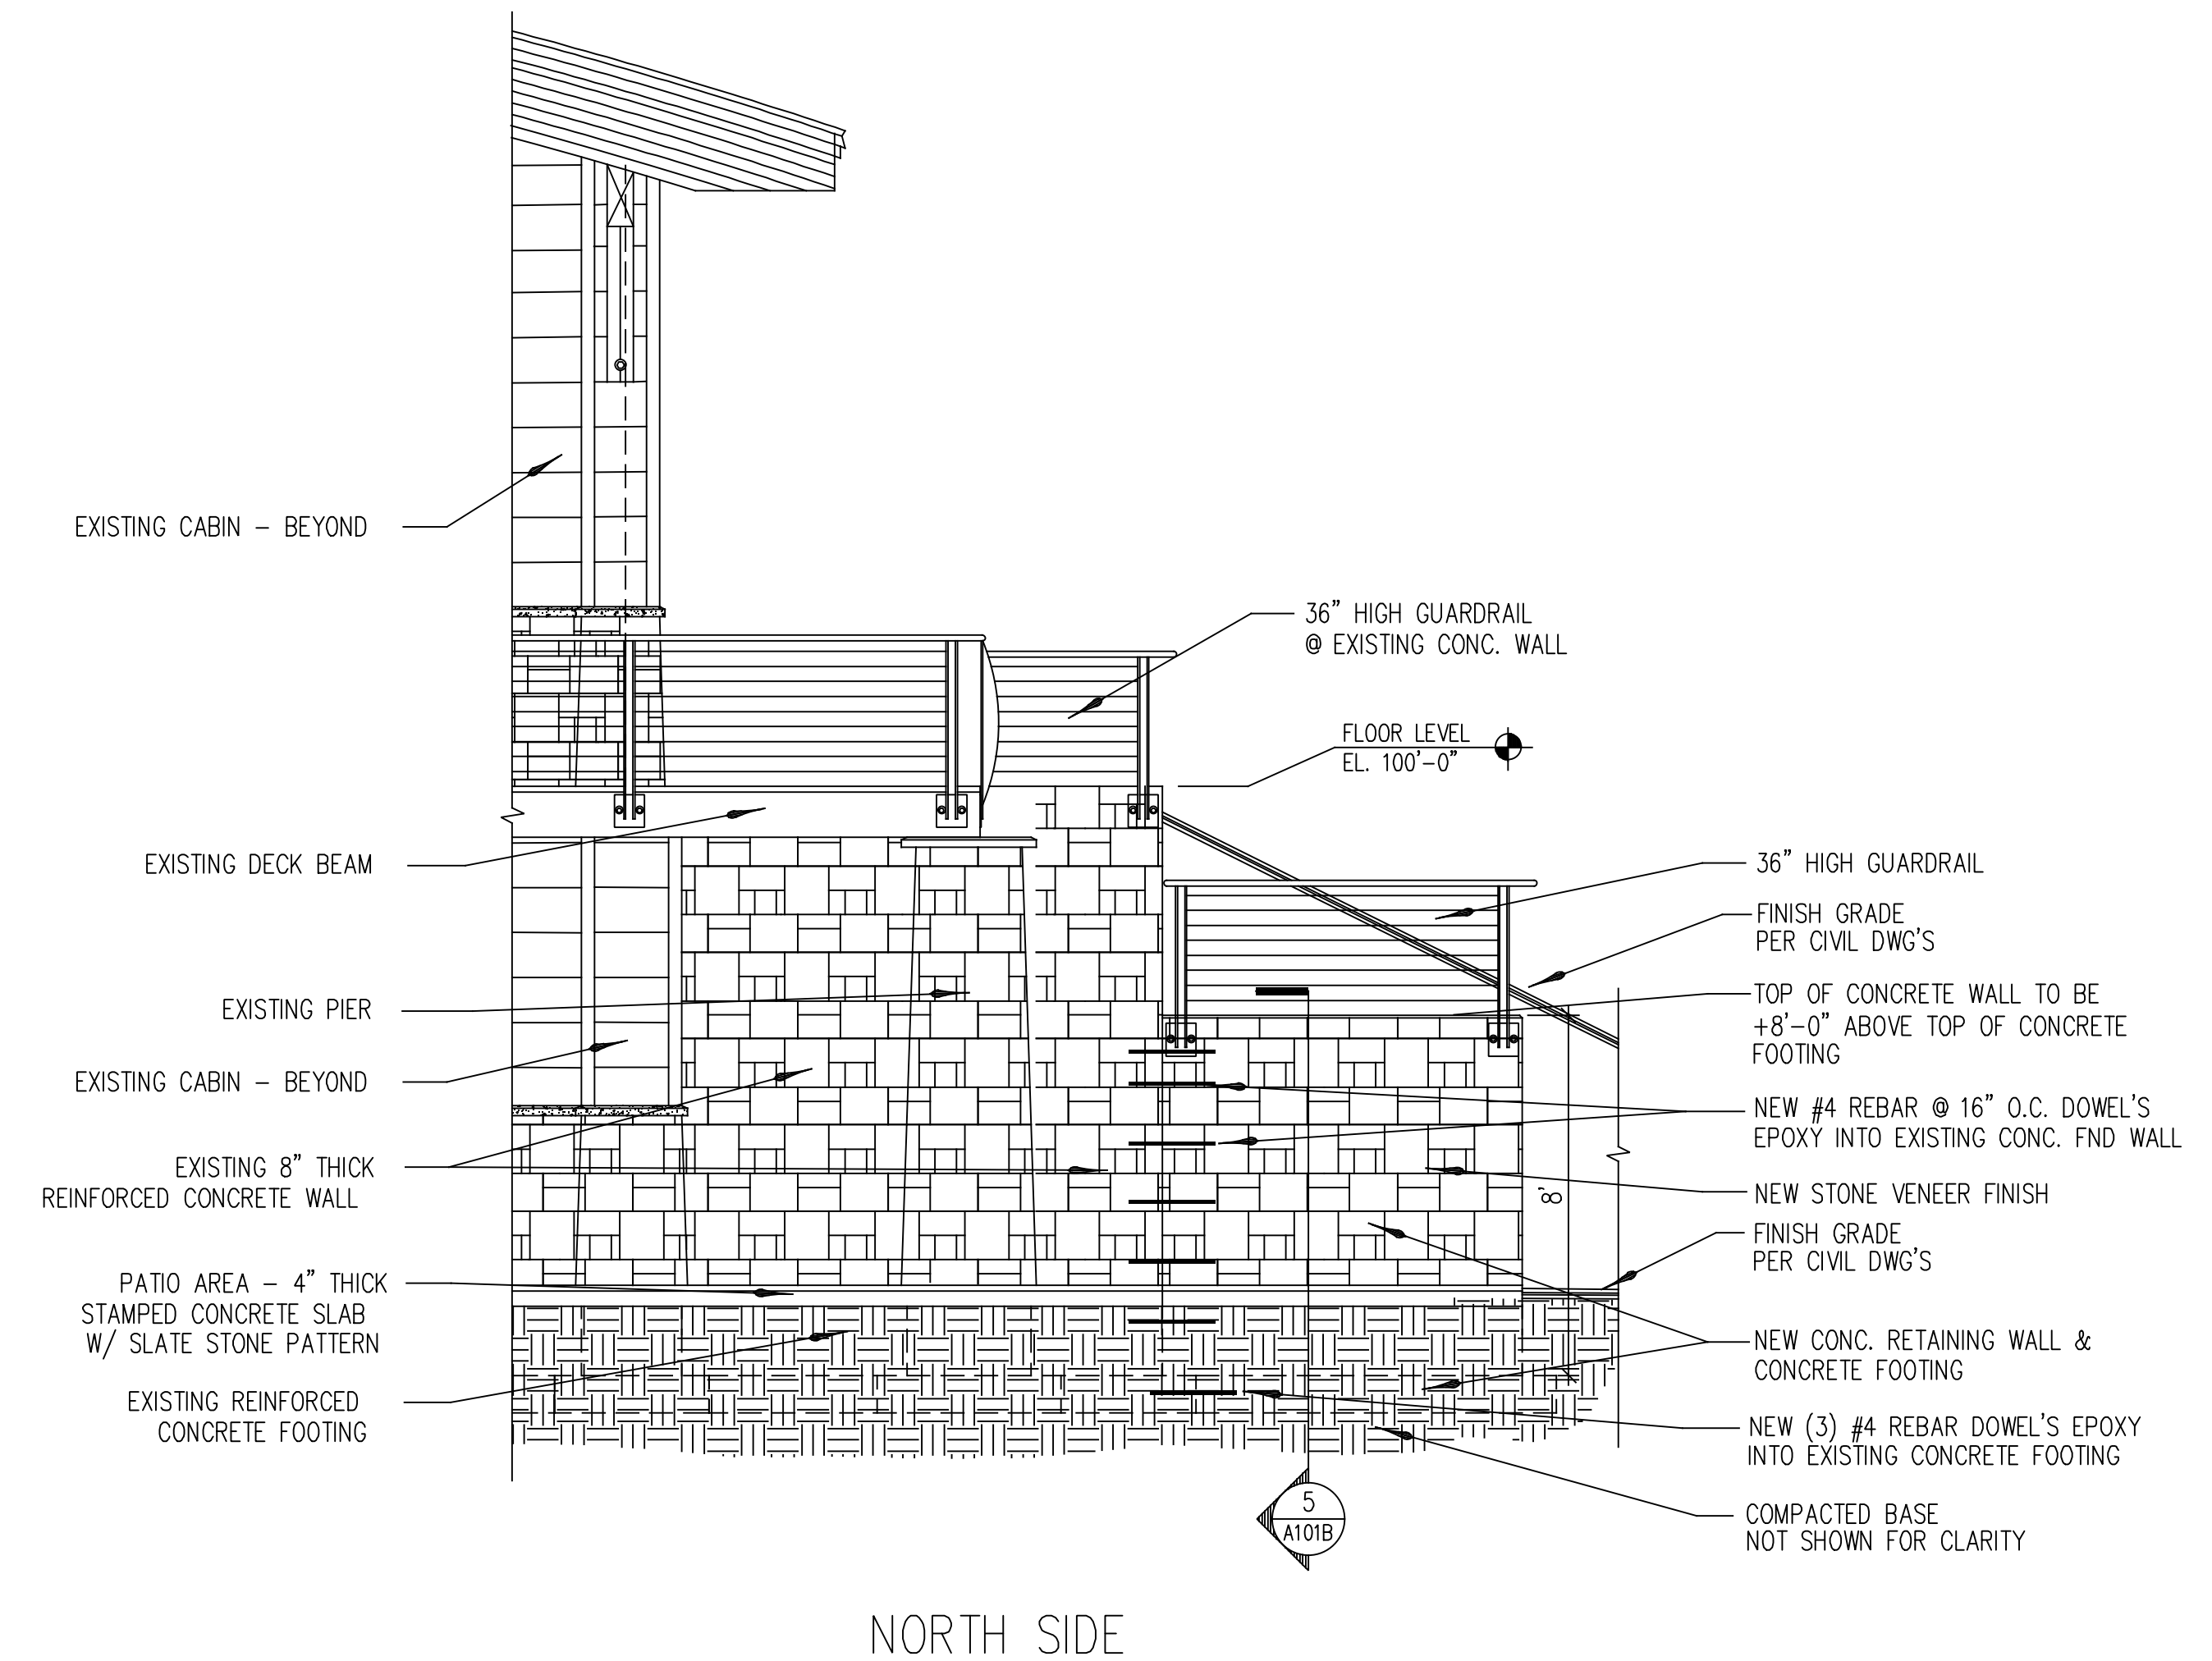 EXISTING CABIN – BEYOND
36" HIGH GUARDRAIL
@ EXISTING CONC. WALL
FLOOR LEVEL
EL. 100'–0"
EXISTING DECK BEAM
36" HIGH GUARDRAIL
FINISH GRADE
PER CIVIL DWG'S
EXISTING PIER
TOP OF CONCRETE WALL TO BE
+8'–0" ABOVE TOP OF CONCRETE
FOOTING
EXISTING CABIN – BEYOND
NEW #4 REBAR @ 16" O.C. DOWEL'S
EPOXY INTO EXISTING CONC. FND WALL
EXISTING 8" THICK
REINFORCED CONCRETE WALL
NEW STONE VENEER FINISH
8'
FINISH GRADE
PER CIVIL DWG'S
PATIO AREA – 4" THICK
STAMPED CONCRETE SLAB
W/ SLATE STONE PATTERN
NEW CONC. RETAINING WALL &
CONCRETE FOOTING
EXISTING REINFORCED
CONCRETE FOOTING
NEW (3) #4 REBAR DOWEL'S EPOXY
INTO EXISTING CONCRETE FOOTING
COMPACTED BASE
NOT SHOWN FOR CLARITY
5
A101B
NORTH SIDE